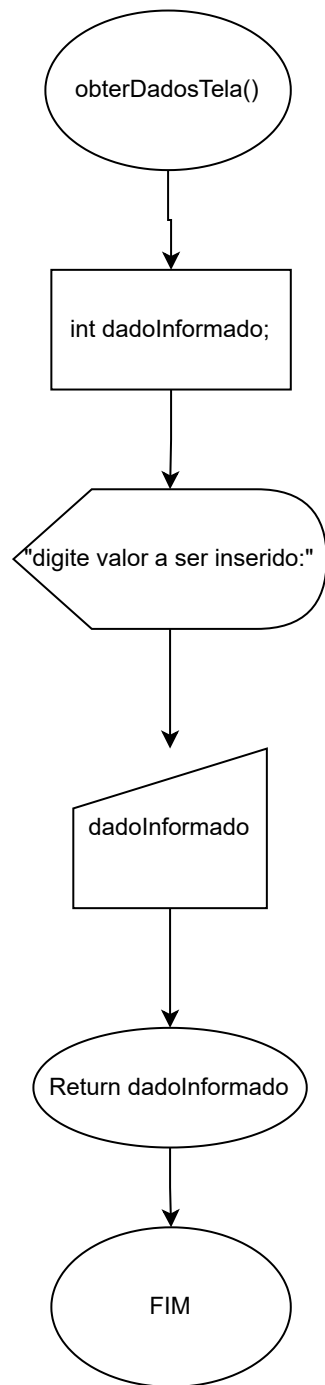 obterDadosTela()
int dadoInformado;
"digite valor a ser inserido:"
dadoInformado
Return dadoInformado
FIM